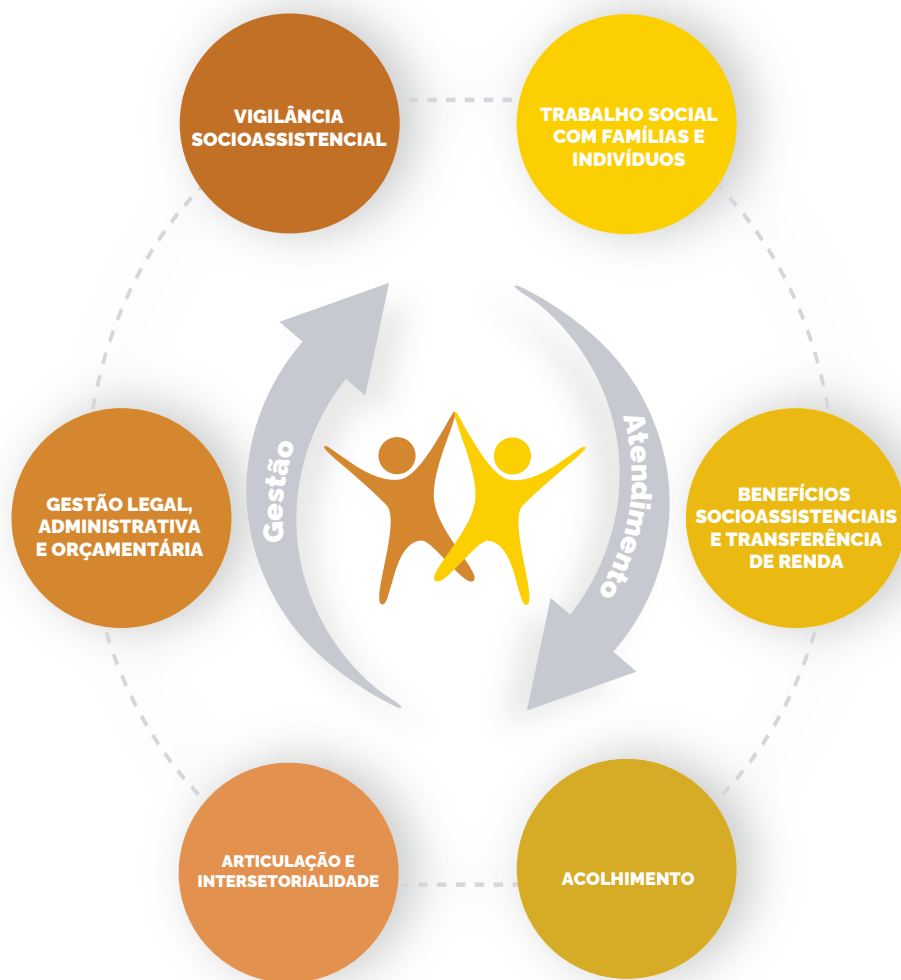 VIGILÂNCIA
SOCIOASSISTENCIAL
TRABALHO SOCIAL
COM FAMÍLIAS E
INDIVÍDUOS
Gestão
Atendimento
GESTÃO LEGAL,
ADMINISTRATIVA
E ORÇAMENTÁRIA
BENEFÍCIOS
SOCIOASSISTENCIAIS
E TRANSFERÊNCIA
DE RENDA
ARTICULAÇÃO E
INTERSETORIALIDADE
ACOLHIMENTO